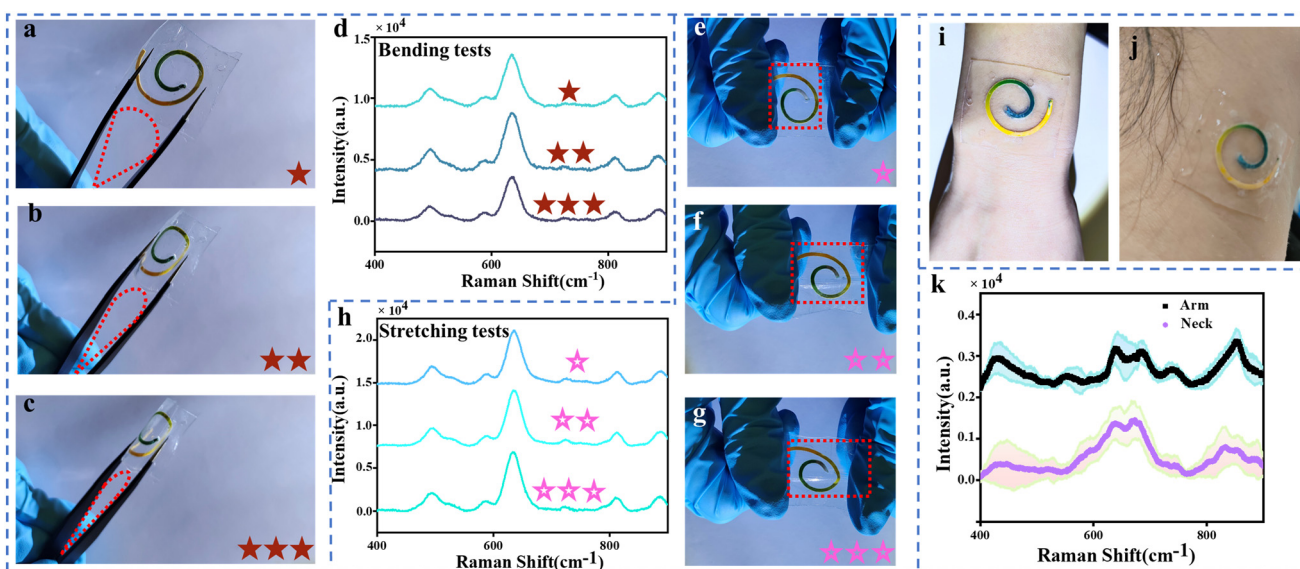 a
b
c
d
× 10⁴
Bending tests
Intensity(a.u.)
1.5
1.0
0.5
0.0
400
600
800
Raman Shift(cm⁻¹)
h
× 10⁴
Stretching tests
Intensity(a.u.)
2.0
1.5
1.0
0.5
0.0
400
600
800
Raman Shift(cm⁻¹)
e
f
g
i
j
k
× 10⁴
Arm
Neck
Intensity(a.u.)
0.4
0.3
0.2
0.1
0.0
400
600
800
Raman Shift(cm⁻¹)